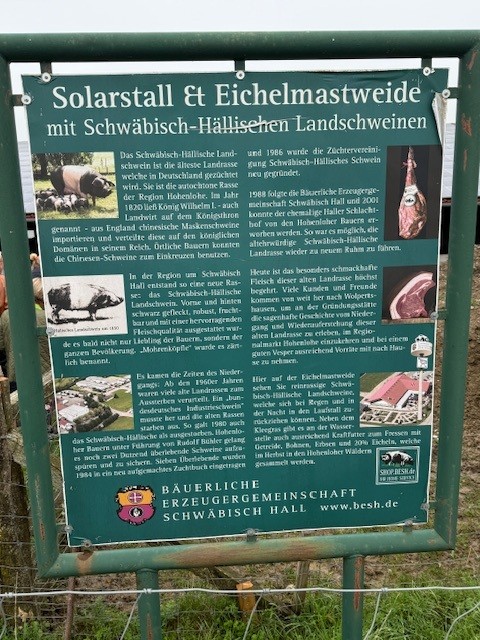 Solarstall & Eichelmastweide
mit Schwäbisch-Hällischen Landschweinen
Das Schwäbisch-Hällische Land-
schwein ist die älteste Landrasse
welche in Deutschland gezüchtet
wird. Sie ist die autochtone Rasse
der Region Hohenlohe. Im Jahr
1820 ließ König Wilhelm I. - auch
Landwirt auf dem Königsthron
genannt - aus England chinesische Maskenschweine
importieren und verteilte diese auf den königlichen
Domänen in seinem Reich. Örtliche Bauern konnten
die Chinesen-Schweine zum Einkreuzen benutzen.
In der Region um Schwäbisch
Hall entstand so eine neue Ras-
se: das Schwäbisch-Hällische
Landschwein. Vorne und hinten
schwarz gefleckt, robust, frucht-
bar und mit einer hervorragenden
Fleischqualität ausgestattet wur-
de es bald nicht nur Liebling der Bauern, sondern der
ganzen Bevölkerung. „Mohrenköpfle" wurde es zärt-
lich benannt.
Es kamen die Zeiten des Nieder-
gangs: Ab den 1960er Jahren
waren viele alte Landrassen zum
Aussterben verurteilt. Ein „bun-
desdeutsches Industrieschwein"
musste her und die alten Rassen
starben aus. So galt 1980 auch
das Schwäbisch-Hällische als ausgestorben. Hohenlo-
her Bauern unter Führung von Rudolf Bühler gelang
es noch zwei Dutzend überlebende Schweine aufzu-
spüren und zu sichern. Sieben Überlebende wurden
1984 in ein neu aufgemachtes Zuchtbuch eingetragen
und 1986 wurde die Züchterverei-
nigung Schwäbisch-Hällisches Schwein
neu gegründet.
1988 folgte die Bäuerliche Erzeugerge-
meinschaft Schwäbisch Hall und 2001
konnte der ehemalige Haller Schlacht-
hof von den Hohenloher Bauern er-
worben werden. So war es möglich, die
altehrwürdige Schwäbisch-Hällische
Landrasse wieder zu neuem Ruhm zu führen.
Heute ist das besonders schmackhafte
Fleisch dieser alten Landrasse höchst
begehrt. Viele Kunden und Freunde
kommen von weit her nach Wolperts-
hausen, um an der Gründungsstätte
die sagenhafte Geschichte vom Nieder-
gang und Wiederauferstehung dieser
alten Landrasse zu erleben, im Regio-
nalmarkt Hohenlohe einzukehren und bei einem
guten Vesper ausreichend Vorräte mit nach Hau-
se zu nehmen.
Hier auf der Eichelmastweide
sehen Sie reinrassige Schwä-
bisch-Hällische Landschweine,
welche sich bei Regen und in
der Nacht in den Laufstall zu-
rückziehen können. Neben dem
Kleegras gibt es an der Wasser-
stelle auch ausreichend Kraftfutter zum Fressen mit
Getreide, Bohnen, Erbsen und 20% Eicheln, welche
im Herbst in den Hohenloher Wäldern
gesammelt werden.
SHOP.BESH.de
BÄUERLICHE
ERZEUGERGEMEINSCHAFT
SCHWÄBISCH HALL www.besh.de